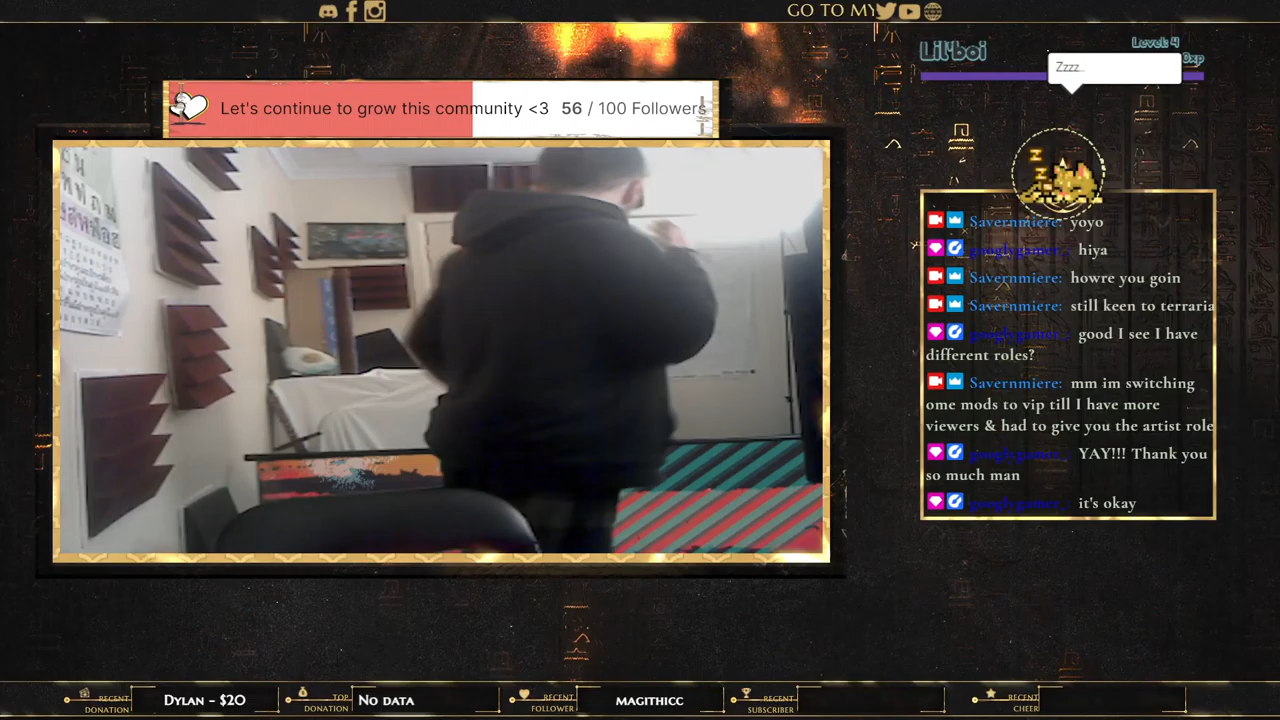 GO TO MY
Let's continue to grow this community <3 56 / 100 Followers
Lil'boi
Level: 4
Zzzz..
Savernmiere: yoyo
googlygamer_: hiya
Savernmiere: howre you goin
Savernmiere: still keen to terraria
googlygamer_: good I see I have
different roles?
Savernmiere: mm im switching
ome mods to vip till I have more
viewers & had to give you the artist role
googlygamer_: YAY!!! Thank you
so much man
googlygamer_: it's okay
RECENT
DONATION
Dylan - $20
TOP
DONATION
No data
RECENT
FOLLOWER
magithicc
RECENT
SUBSCRIBER
RECENT
CHEER